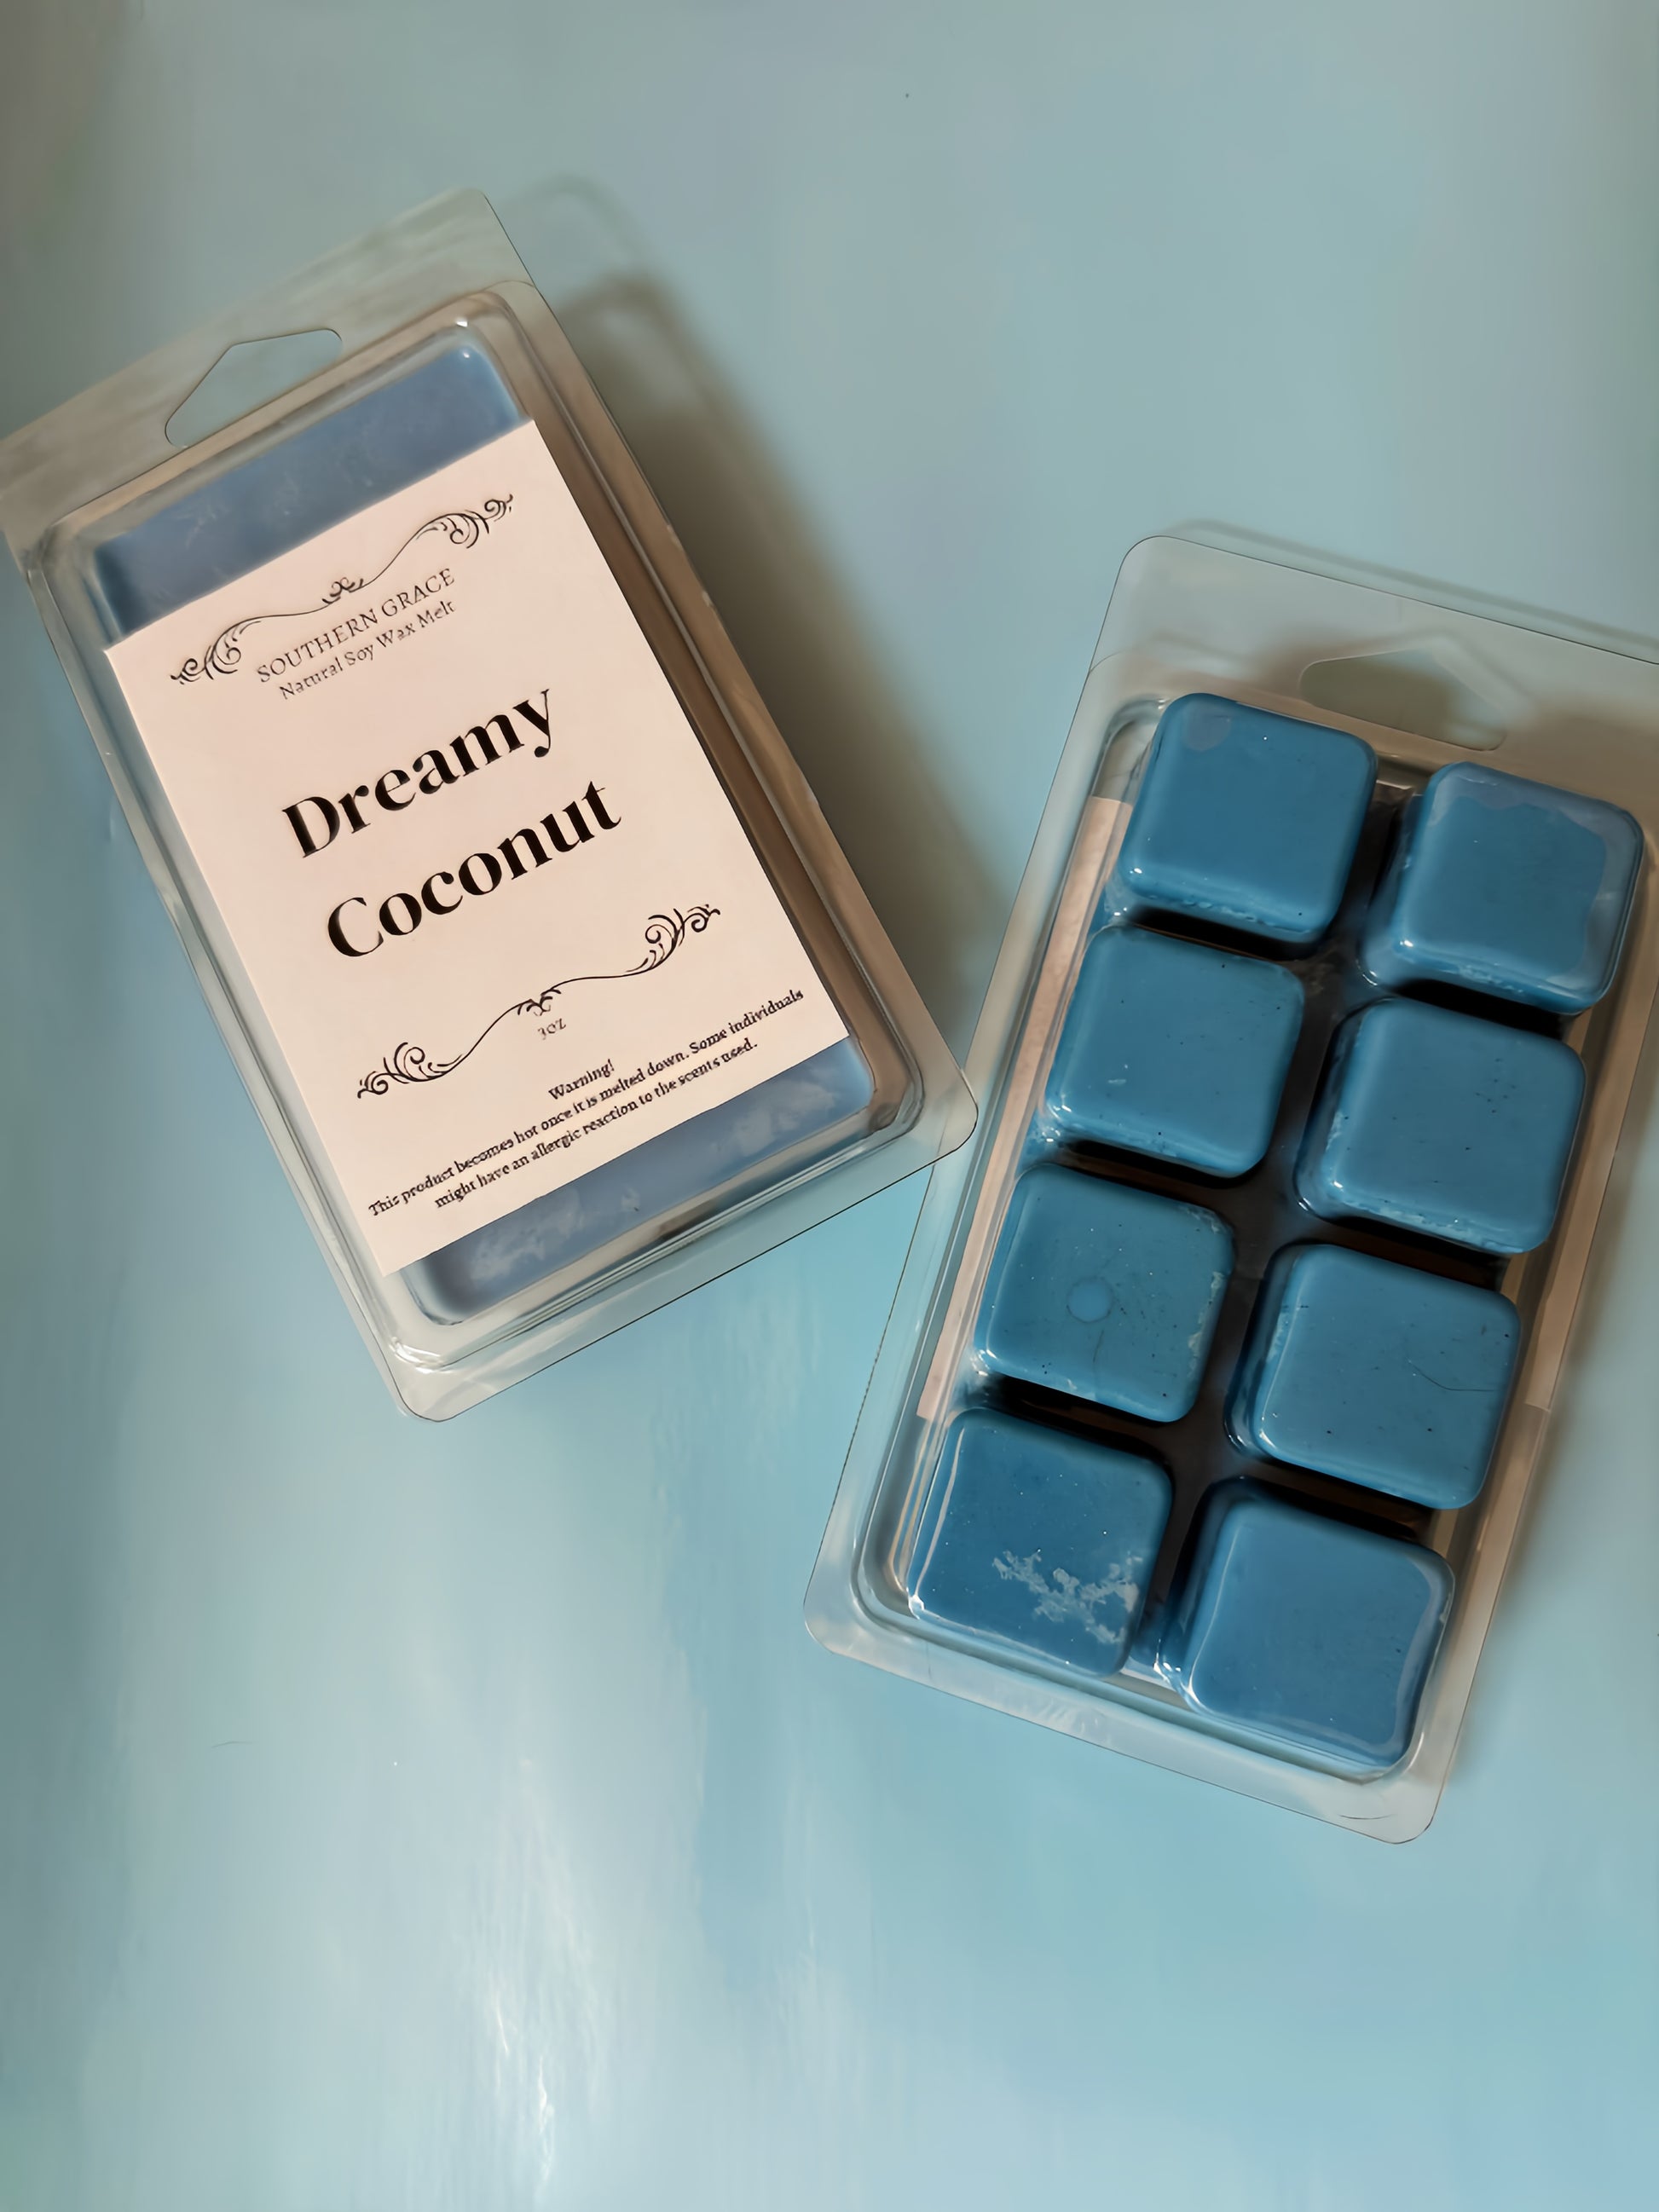 SOUTHERN GRACE
Natural Soy Wax Melt
Dreamy
Coconut
3OZ
Warning!
This product becomes hot once it is melted down. Some individuals
might have an allergic reaction to the scents used.